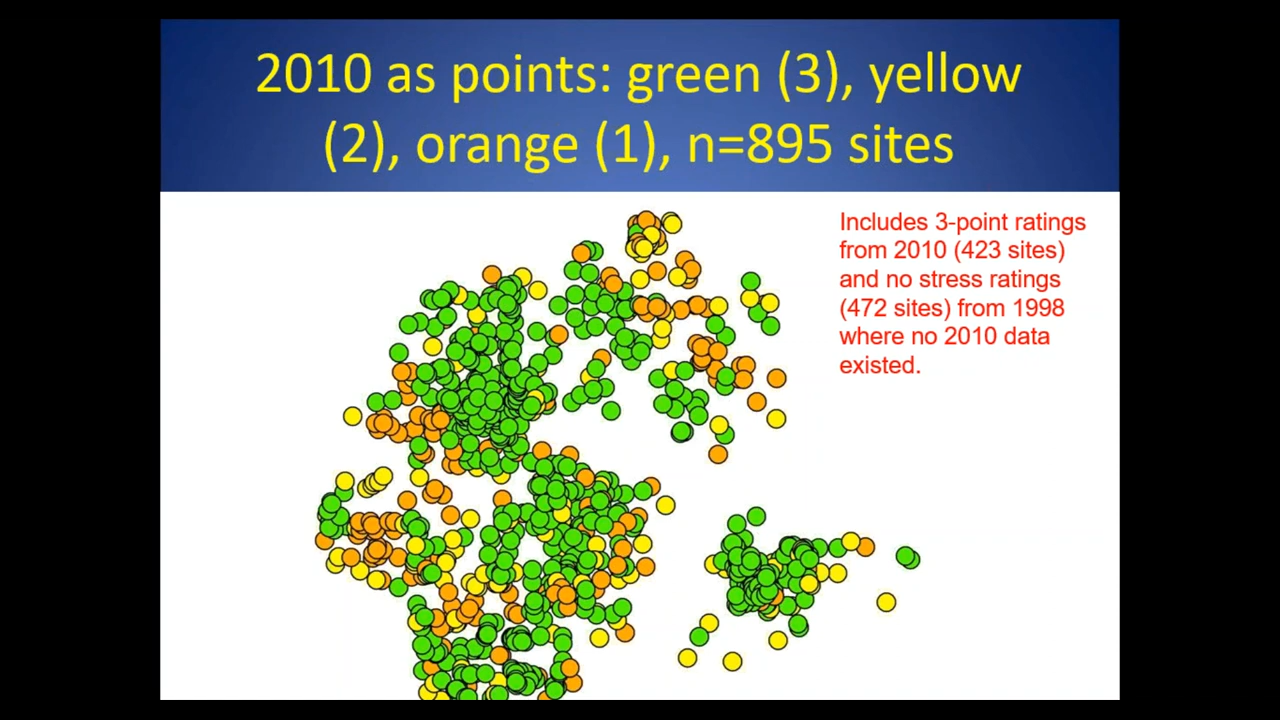 2010 as points: green (3), yellow
(2), orange (1), n=895 sites
Includes 3-point ratings
from 2010 (423 sites)
and no stress ratings
(472 sites) from 1998
where no 2010 data
existed.